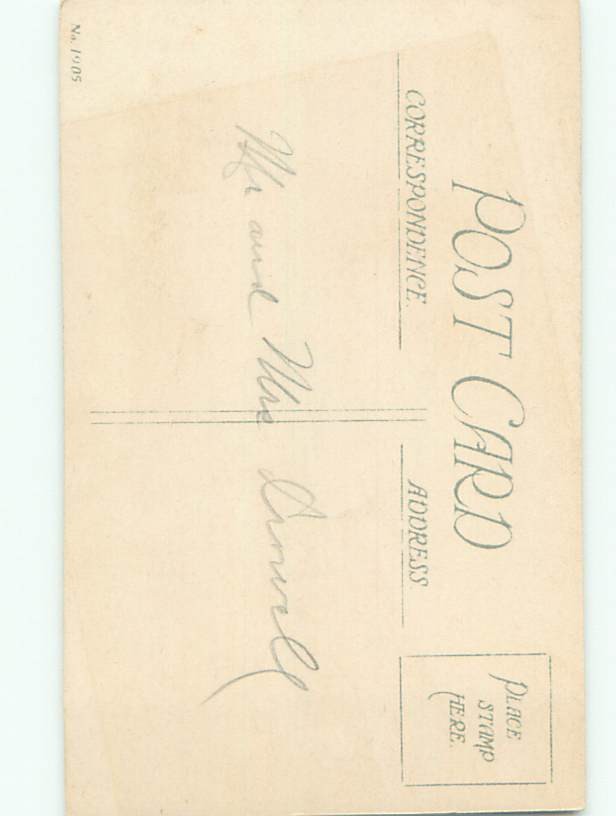 POST CARD
CORRESPONDENCE.
ADDRESS
PLACE
STAMP
HERE.
Mr and Mrs
No. 1905